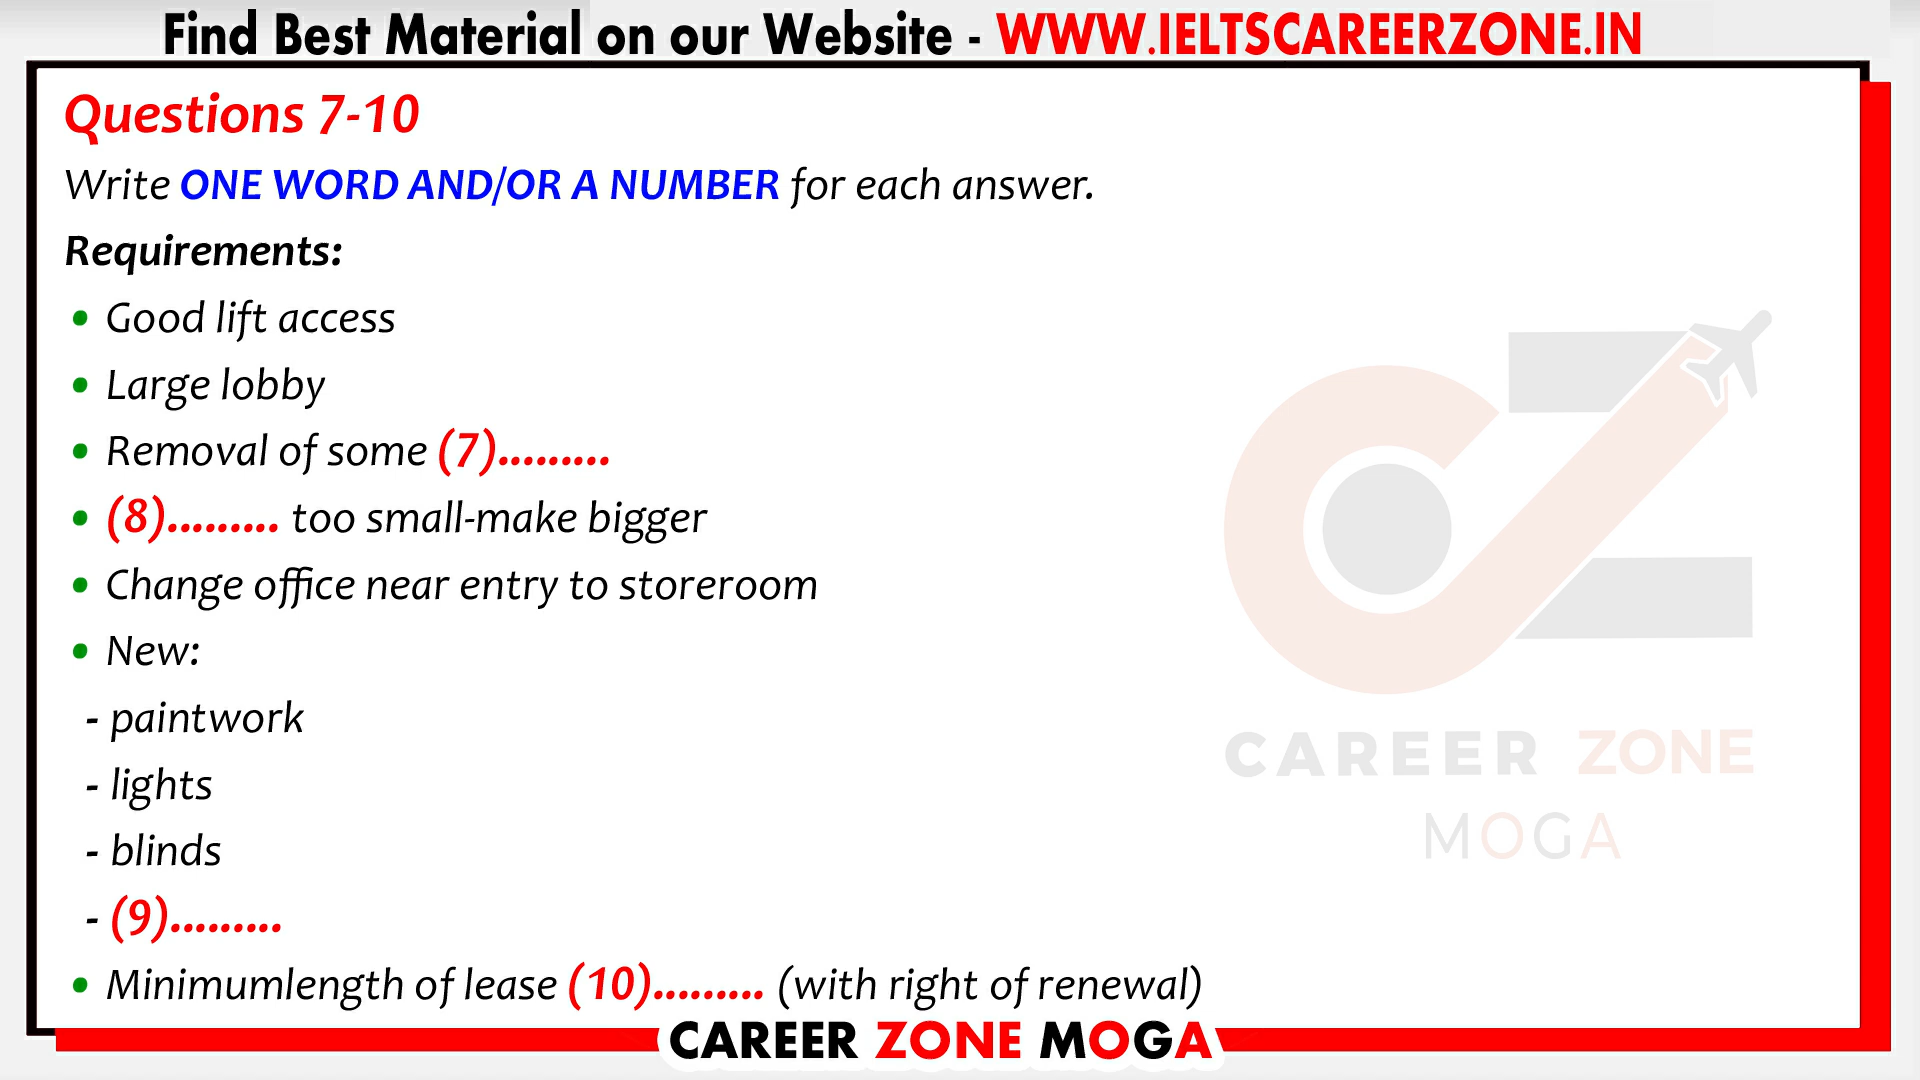 Find Best Material on our Website - WWW.IELTSCAREERZONE.IN
Questions 7-10
Write ONE WORD AND/OR A NUMBER for each answer.
Requirements:
• Good lift access
• Large lobby
• Removal of some (7).........
• (8)......... too small-make bigger
• Change office near entry to storeroom
• New:
- paintwork
- lights
- blinds
- (9).........
• Minimumlength of lease (10)......... (with right of renewal)
CAREER ZONE
MOGA
CAREER ZONE MOGA